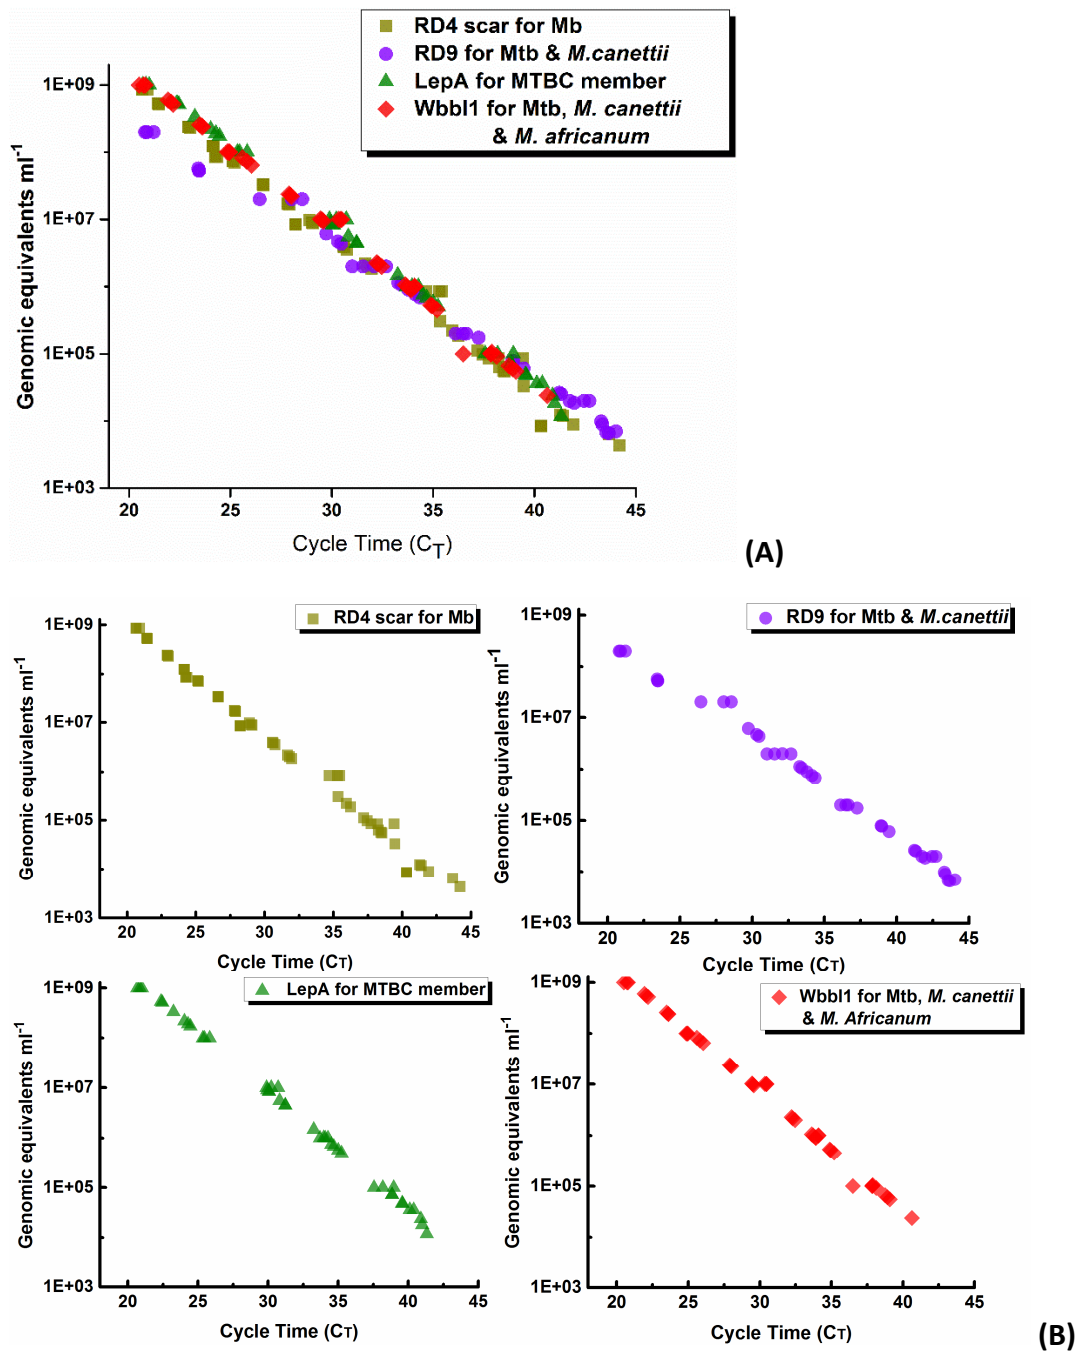 RD4 scar for Mb
RD9 for Mtb & M.canettii
LepA for MTBC member
Wbbl1 for Mtb, M. canettii
& M. africanum
Genomic equivalents ml-1
1E+09
1E+07
1E+05
1E+03
20 25 30 35 40 45
Cycle Time (CT)
(A)
RD4 scar for Mb
Genomic equivalents ml-1
1E+09
1E+07
1E+05
1E+03
20 25 30 35 40 45
Cycle Time (CT)
RD9 for Mtb & M.canettii
Genomic equivalents ml-1
1E+09
1E+07
1E+05
1E+03
20 25 30 35 40 45
Cycle Time (CT)
LepA for MTBC member
Genomic equivalents ml-1
1E+09
1E+07
1E+05
1E+03
20 25 30 35 40 45
Cycle Time (CT)
Wbbl1 for Mtb, M. canettii
& M. Africanum
Genomic equivalents ml-1
1E+09
1E+07
1E+05
1E+03
20 25 30 35 40 45
Cycle Time (CT)
(B)